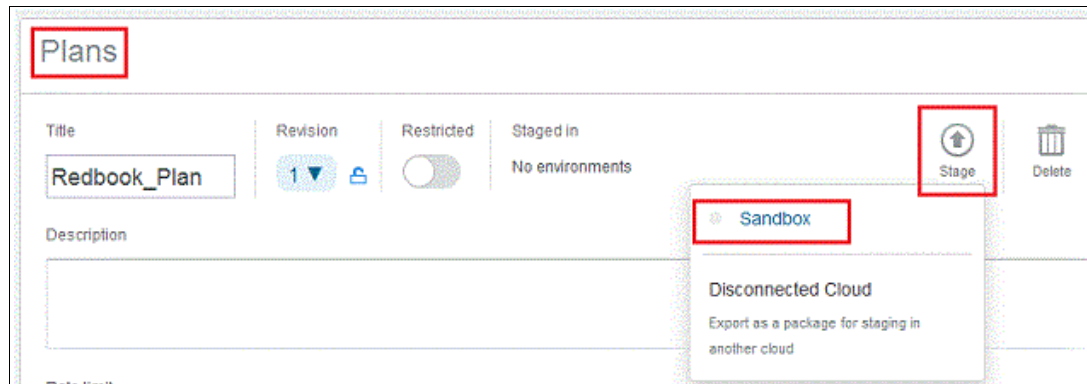 Plans
Title
Revision
Restricted
Staged in
Redbook_Plan
1
No environments
Stage
Delete
Sandbox
Description
Disconnected Cloud
Export as a package for staging in
another cloud